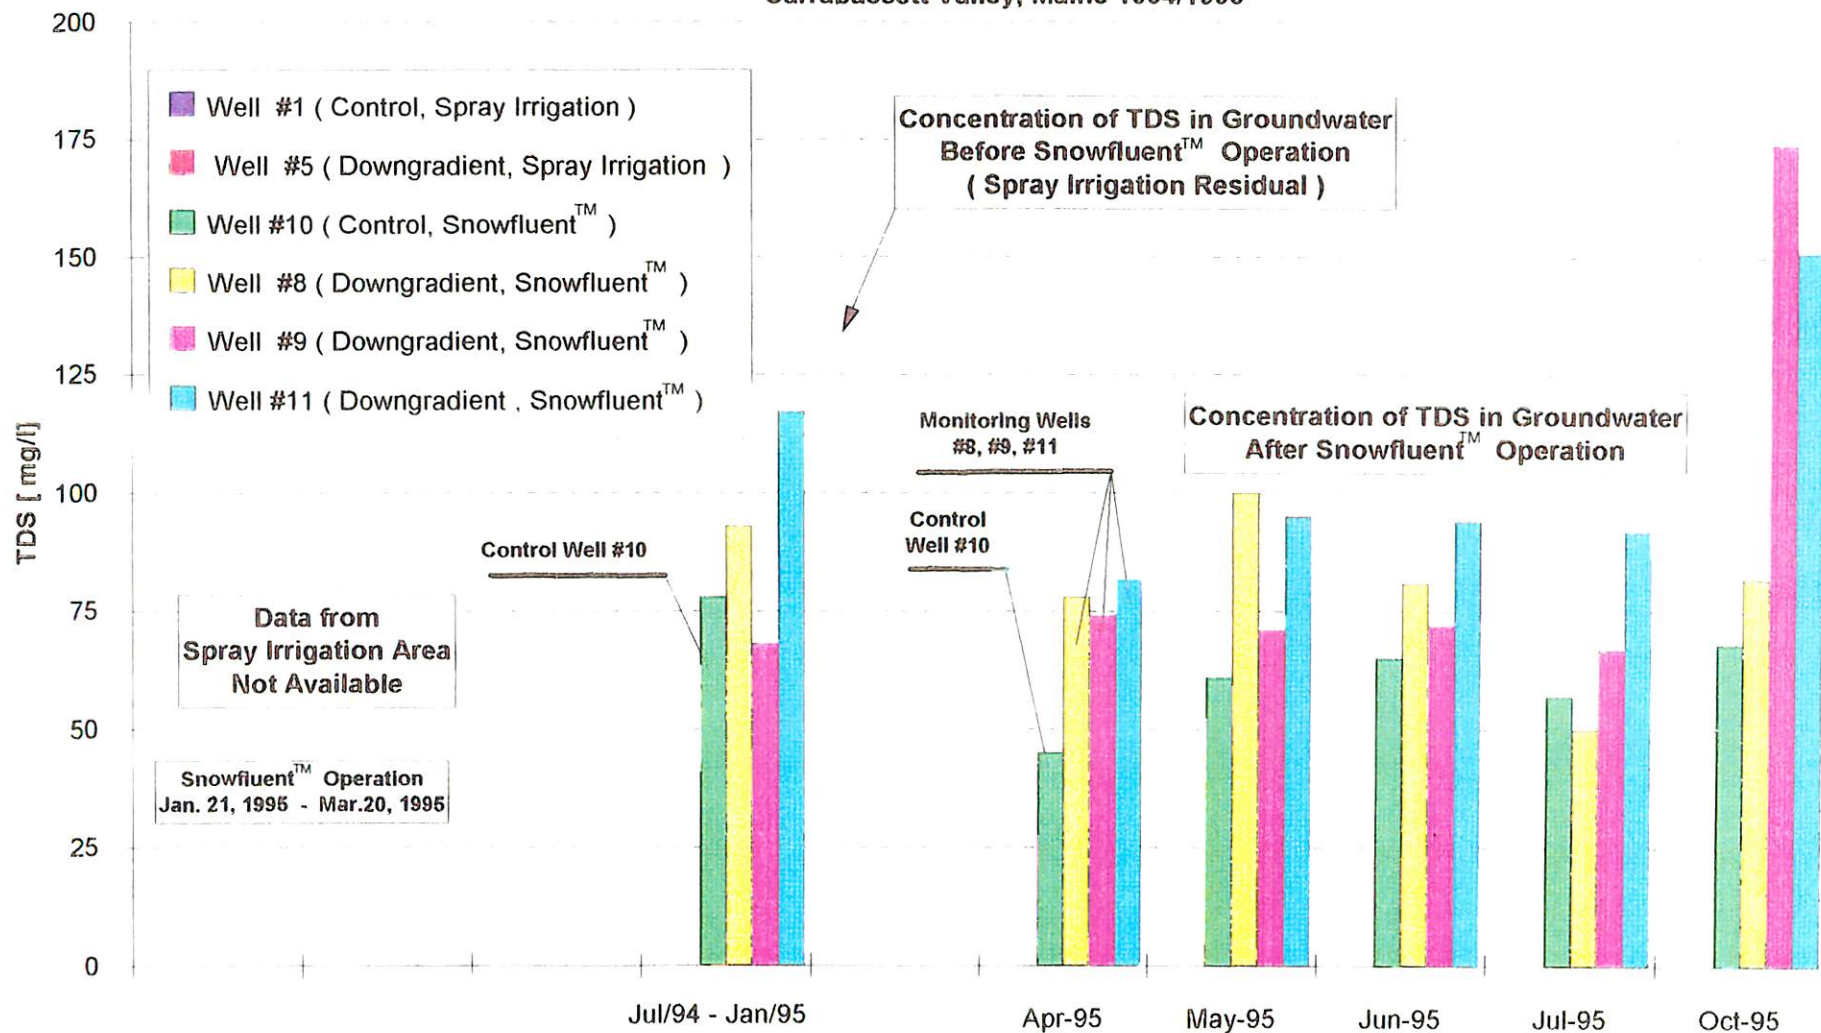 200
175
150
125
100
75
50
25
0
TDS [ mg/l]
Well #1 ( Control, Spray Irrigation )
Well #5 ( Downgradient, Spray Irrigation )
Well #10 ( Control, Snowfluent™ )
Well #8 ( Downgradient, Snowfluent™ )
Well #9 ( Downgradient, Snowfluent™ )
Well #11 ( Downgradient , Snowfluent™ )
Concentration of TDS in Groundwater
Before Snowfluent™ Operation
( Spray Irrigation Residual )
Control Well #10
Monitoring Wells
#8, #9, #11
Control
Well #10
Concentration of TDS in Groundwater
After Snowfluent™ Operation
Data from
Spray Irrigation Area
Not Available
Snowfluent™ Operation
Jan. 21, 1995 - Mar.20, 1995
Jul/94 - Jan/95
Apr-95
May-95
Jun-95
Jul-95
Oct-95